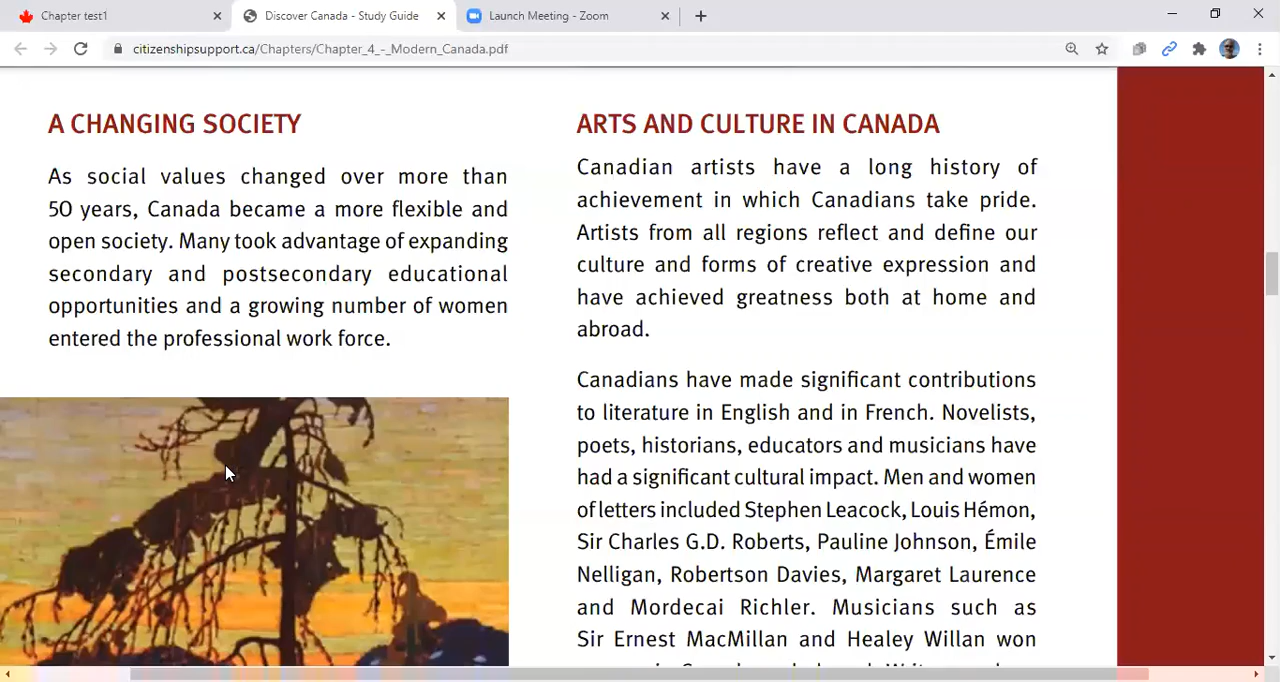 Chapter test1
Discover Canada - Study Guide
Launch Meeting - Zoom
citizenshipsupport.ca/Chapters/Chapter_4_-_Modern_Canada.pdf
A CHANGING SOCIETY
As social values changed over more than
50 years, Canada became a more flexible and
open society. Many took advantage of expanding
secondary and postsecondary educational
opportunities and a growing number of women
entered the professional work force.
ARTS AND CULTURE IN CANADA
Canadian artists have a long history of
achievement in which Canadians take pride.
Artists from all regions reflect and define our
culture and forms of creative expression and
have achieved greatness both at home and
abroad.
Canadians have made significant contributions
to literature in English and in French. Novelists,
poets, historians, educators and musicians have
had a significant cultural impact. Men and women
of letters included Stephen Leacock, Louis Hémon,
Sir Charles G.D. Roberts, Pauline Johnson, Émile
Nelligan, Robertson Davies, Margaret Laurence
and Mordecai Richler. Musicians such as
Sir Ernest MacMillan and Healey Willan won